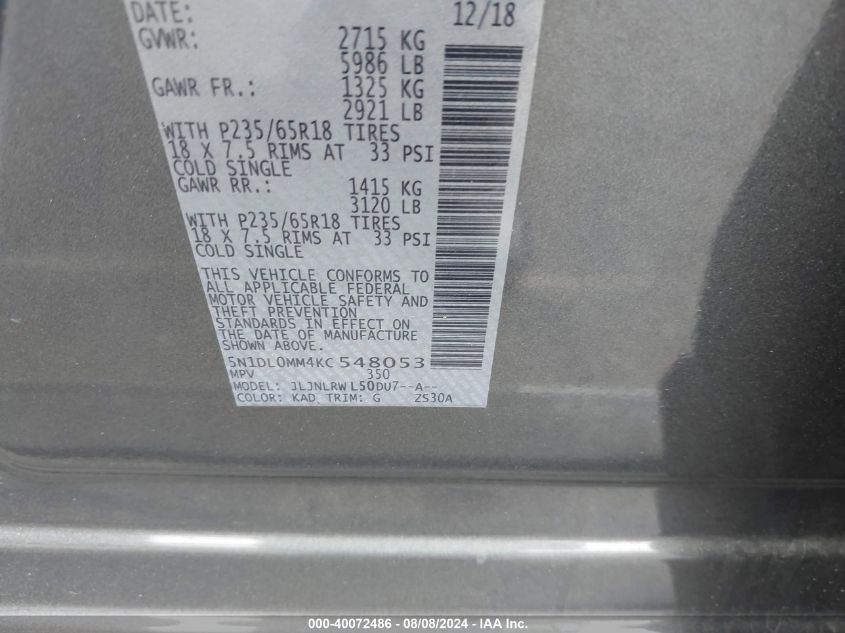 DATE: 12/18
GVWR: 2715 KG
5986 LB
GAWR FR.: 1325 KG
2921 LB
WITH P235/65R18 TIRES
18 X 7.5 RIMS AT 33 PSI
COLD SINGLE
GAWR RR.: 1415 KG
3120 LB
WITH P235/65R18 TIRES
18 X 7.5 RIMS AT 33 PSI
COLD SINGLE
THIS VEHICLE CONFORMS TO
ALL APPLICABLE FEDERAL
MOTOR VEHICLE SAFETY AND
THEFT PREVENTION
STANDARDS IN EFFECT ON
THE DATE OF MANUFACTURE
SHOWN ABOVE.
5N1DL0MM4KC548053
MPV 350
MODEL: JLJNLRW L50DU7--A--
COLOR: KAD TRIM: G ZS30A
000-40072486 - 08/08/2024 - IAA Inc.